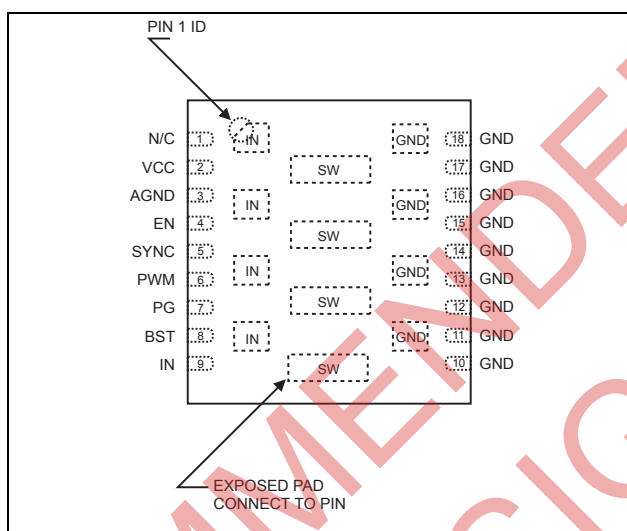 PIN 1 ID
N/C 1 IN GND 18 GND
VCC 2 SW 17 GND
AGND 3 IN GND 16 GND
EN 4 SW 15 GND
SYNC 5 14 GND
PWM 6 IN GND 13 GND
PG 7 SW 12 GND
BST 8 IN GND 11 GND
IN 9 SW 10 GND
EXPOSED PAD
CONNECT TO PIN